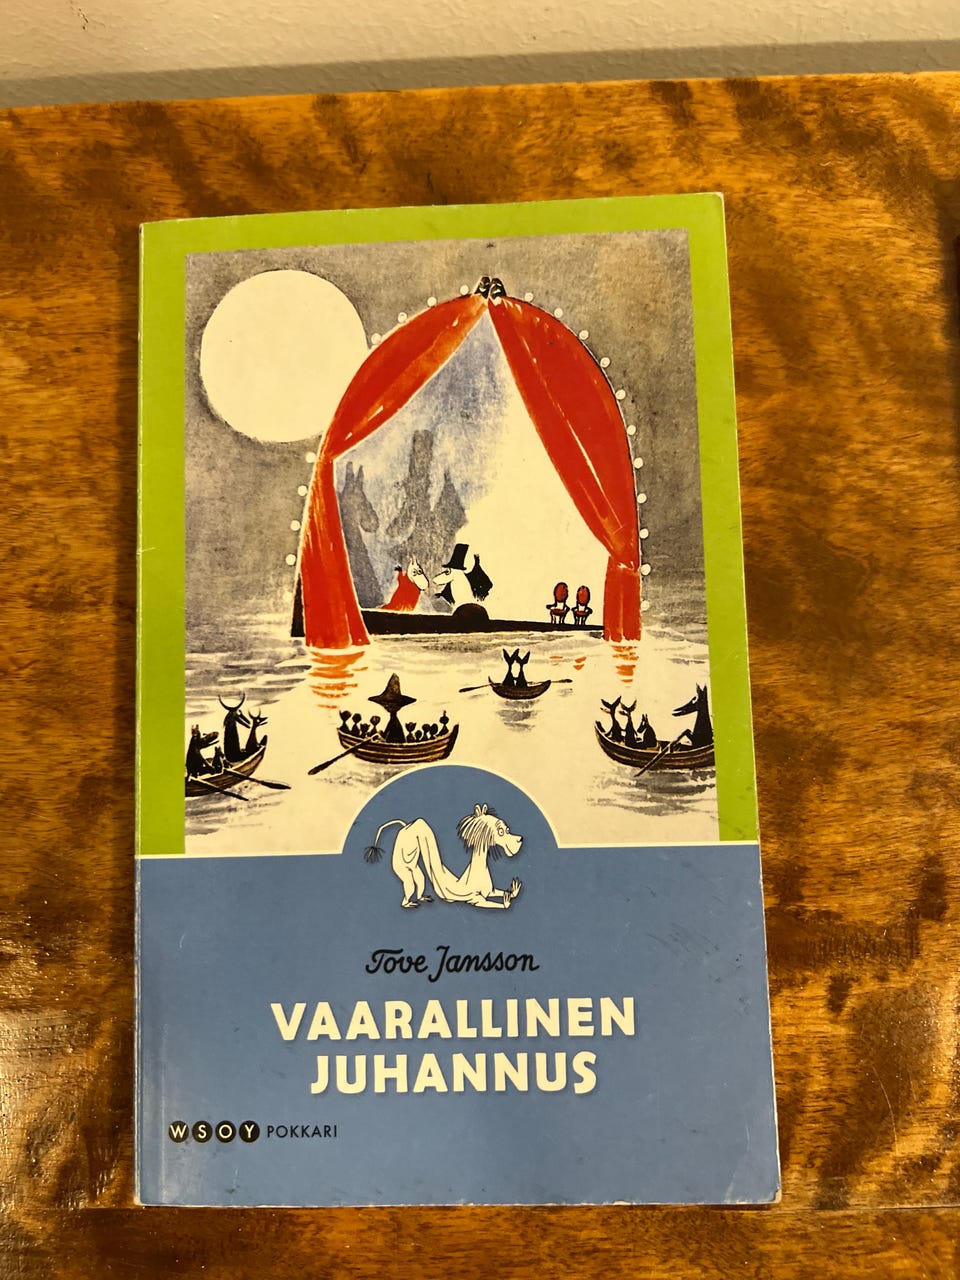 Tove Jansson
VAARALLINEN
JUHANNUS
WSOY POKKARI